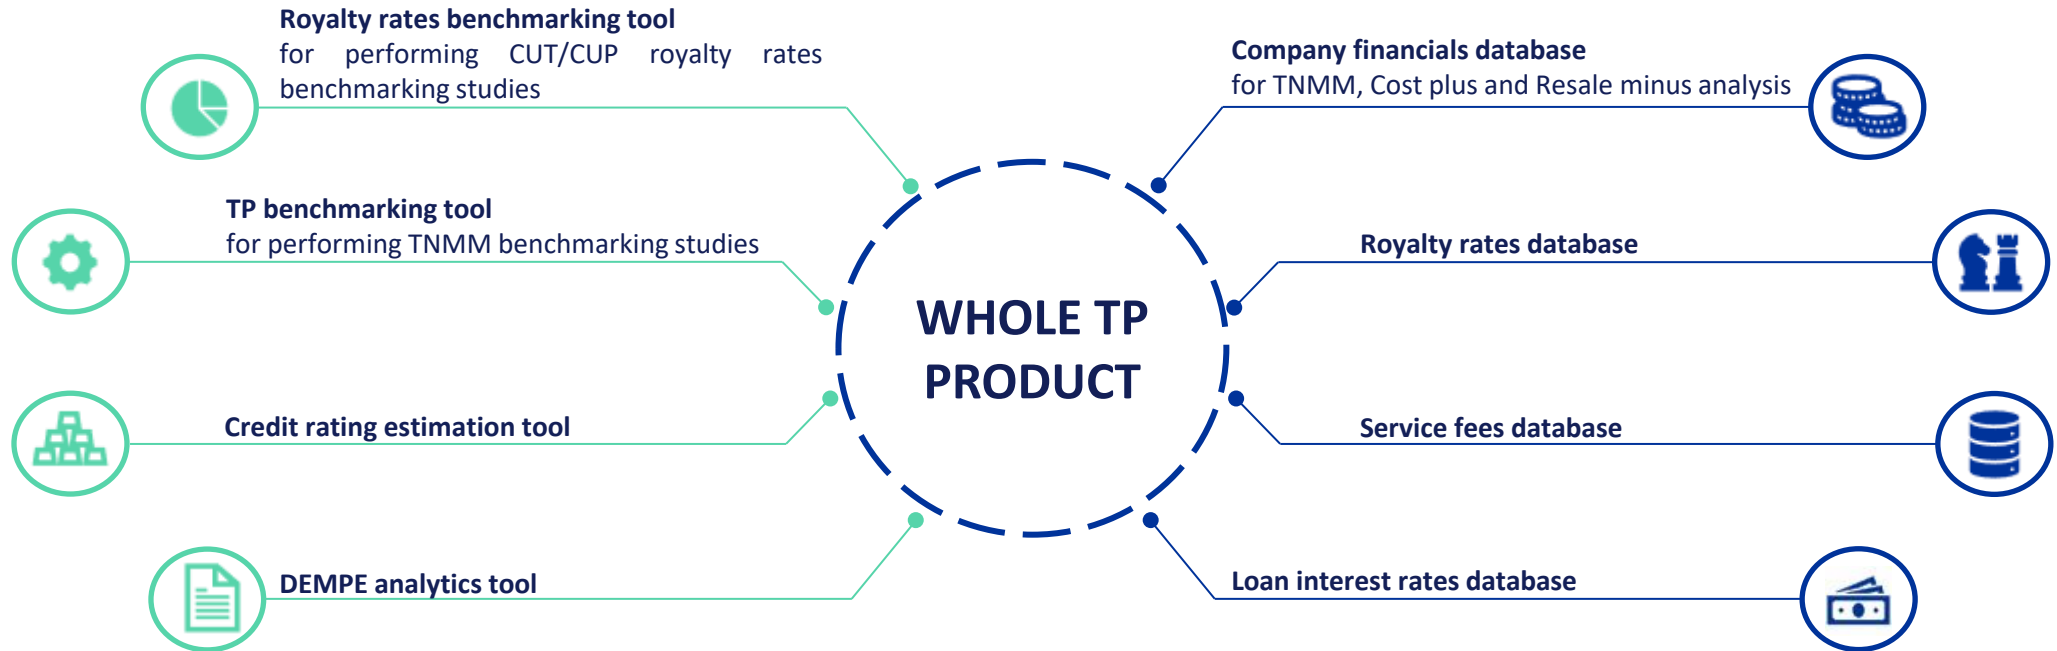 Royalty rates benchmarking tool
for performing CUT/CUP royalty rates
benchmarking studies
TP benchmarking tool
for performing TNMM benchmarking studies
Credit rating estimation tool
DEMPE analytics tool
WHOLE TP
PRODUCT
Company financials database
for TNMM, Cost plus and Resale minus analysis
Royalty rates database
Service fees database
Loan interest rates database